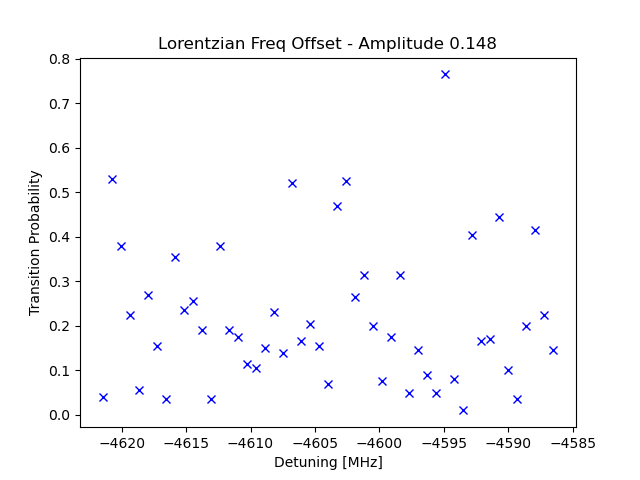 Lorentzian Freq Offset - Amplitude 0.148
0.8
0.7
0.6
0.5
0.4
0.3
0.2
0.1
0.0
Transition Probability
−4620 −4615 −4610 −4605 −4600 −4595 −4590 −4585
Detuning [MHz]